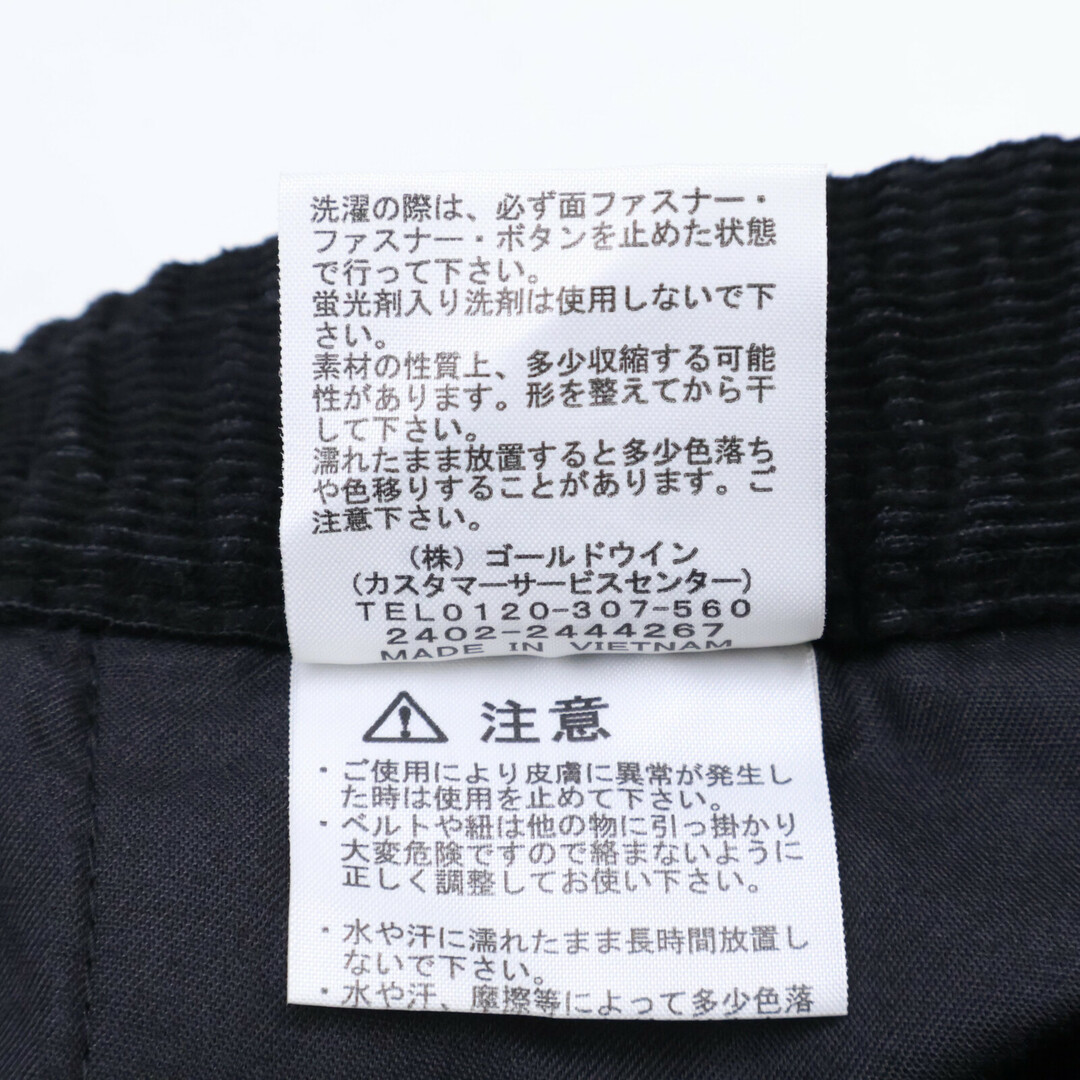 洗濯の際は、必ず面ファスナー・
ファスナー・ボタンを止めた状態
で行って下さい。
蛍光剤入り洗剤は使用しないで下
さい。
素材の性質上、多少収縮する可能
性があります。形を整えてから干
して下さい。
濡れたまま放置すると多少色落ち
や色移りすることがあります。ご
注意下さい。
（株）ゴールドウイン
（カスタマーサービスセンター）
TEL0120-307-560
2402-2444267
MADE IN VIETNAM
注意
・ご使用により皮膚に異常が発生し
た時は使用を止めて下さい。
・ベルトや紐は他の物に引っ掛かり
大変危険ですので絡まないように
正しく調整してお使い下さい。
・水や汗に濡れたまま長時間放置し
ないで下さい。
・水や汗、摩擦等によって多少色落